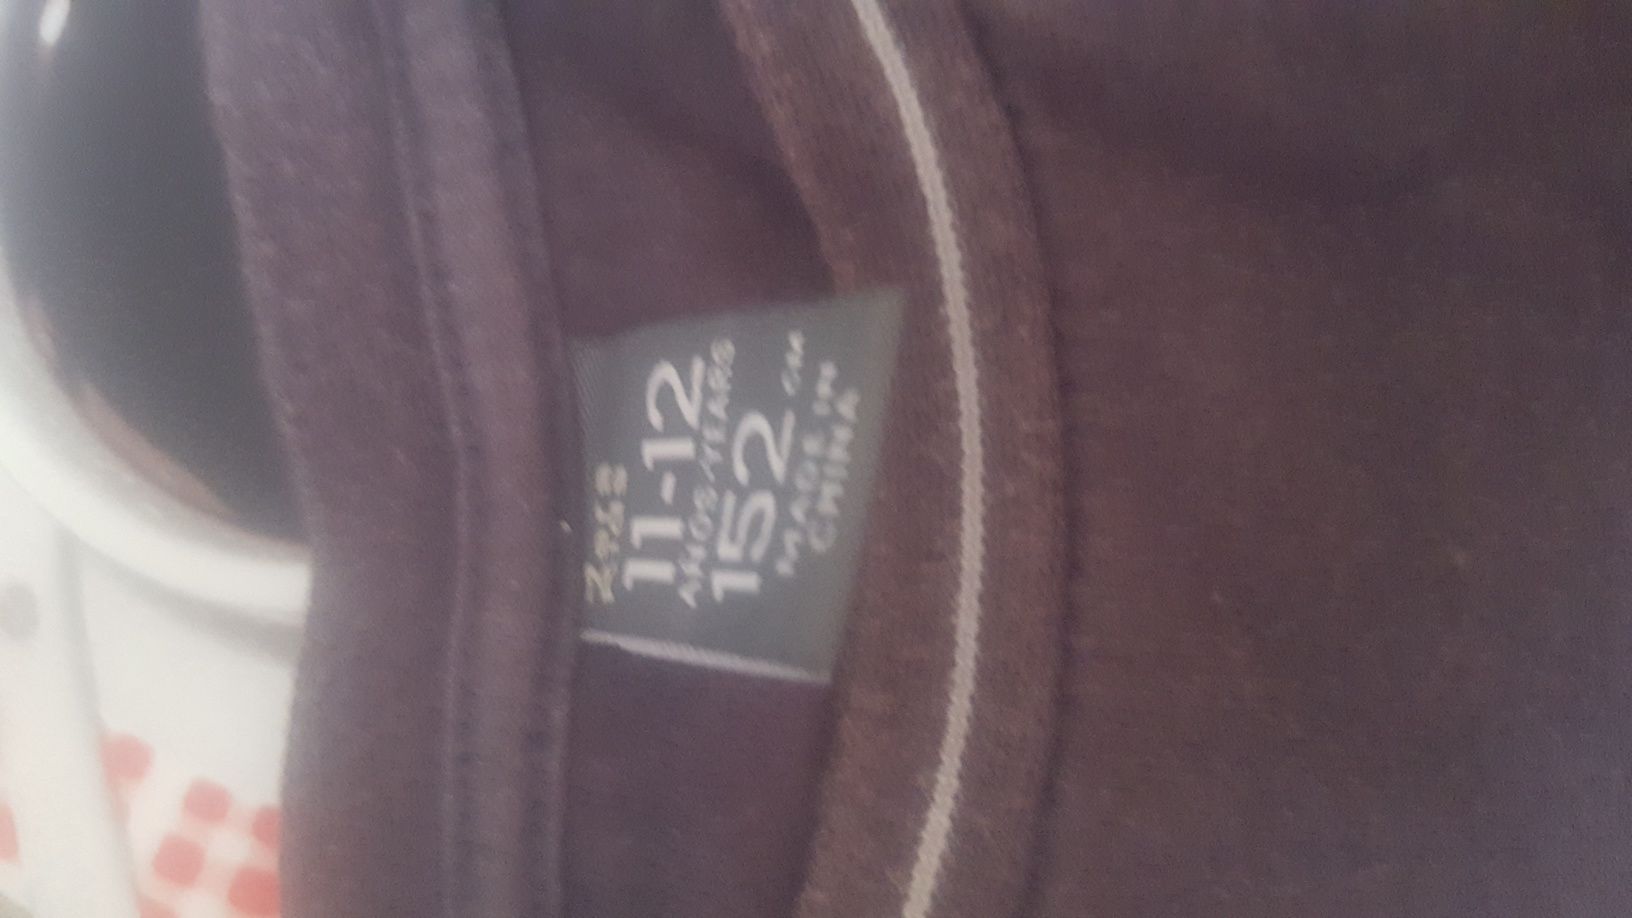 11-12
AÑOS/YEARS
152 CM
MADE IN
CHINA